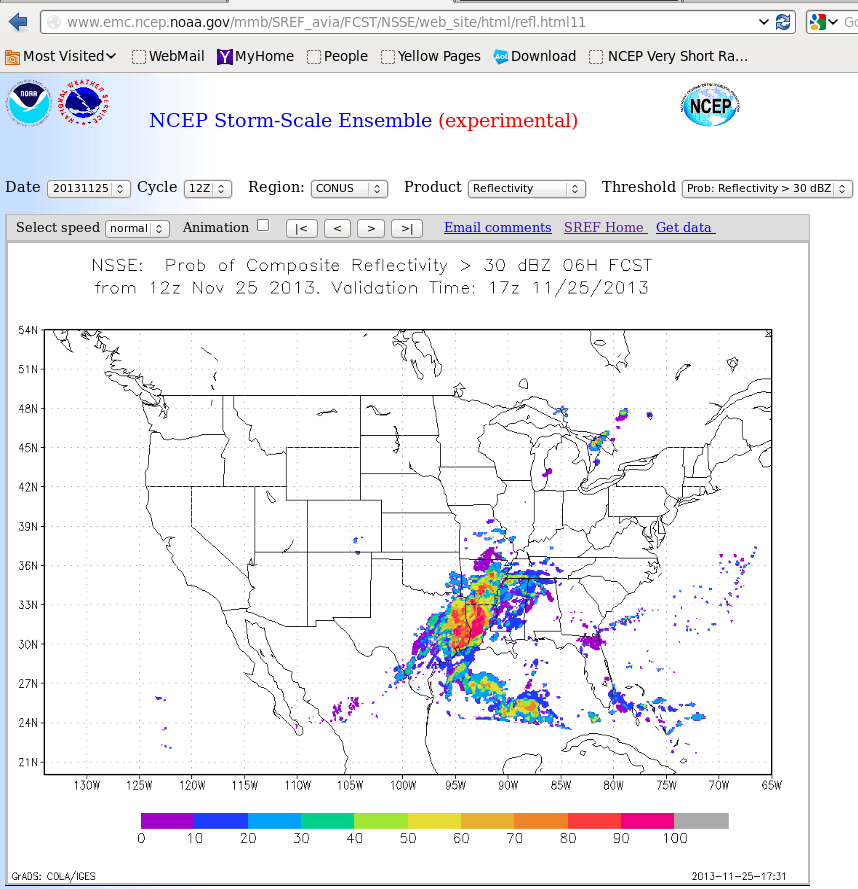 www.emc.ncep.noaa.gov/mmb/SREF_avia/FCST/NSSE/web_site/html/refl.html11
Most Visited WebMail MyHome People Yellow Pages Download NCEP Very Short Ra...
NCEP Storm-Scale Ensemble (experimental)
NOAA
NATIONAL WEATHER SERVICE
NCEP
Date 20131125 Cycle 12Z Region: CONUS Product Reflectivity Threshold Prob: Reflectivity > 30 dBZ
Select speed normal Animation |< < > >| Email comments SREF Home Get data
NSSE: Prob of Composite Reflectivity > 30 dBZ 06H FCST
from 12z Nov 25 2013. Validation Time: 17z 11/25/2013
54N
51N
48N
45N
42N
39N
36N
33N
30N
27N
24N
21N
130W 125W 120W 115W 110W 105W 100W 95W 90W 85W 80W 75W 70W 65W
0 10 20 30 40 50 60 70 80 90 100
GrADS: COLA/IGES 2013-11-25-17:31